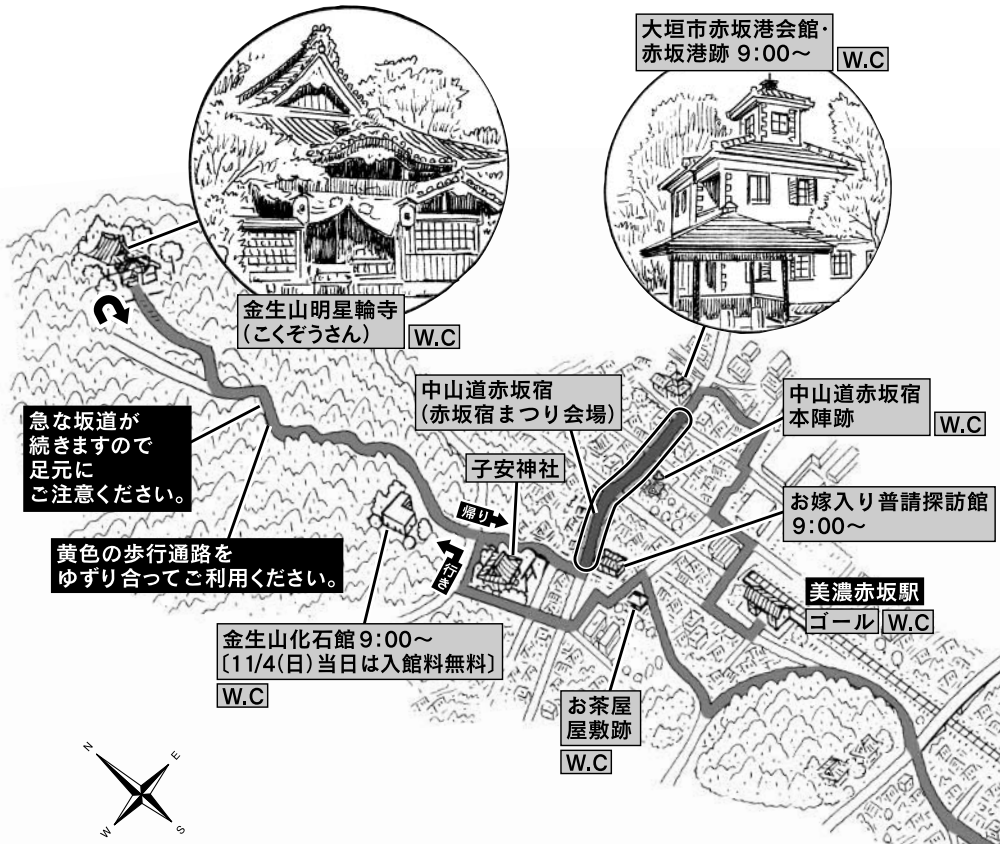 大垣市赤坂港会館・
赤坂港跡 9:00～
W.C
金生山明星輪寺
(こくぞうさん)
W.C
中山道赤坂宿
(赤坂宿まつり会場)
中山道赤坂宿
本陣跡
W.C
急な坂道が
続きますので
足元に
ご注意ください。
子安神社
お嫁入り普請探訪館
9:00～
帰り
行き
黄色の歩行通路を
ゆずり合ってご利用ください。
美濃赤坂駅
ゴール
W.C
金生山化石館 9:00～
〔11/4(日)当日は入館料無料〕
W.C
お茶屋
屋敷跡
W.C
N
E
W
S